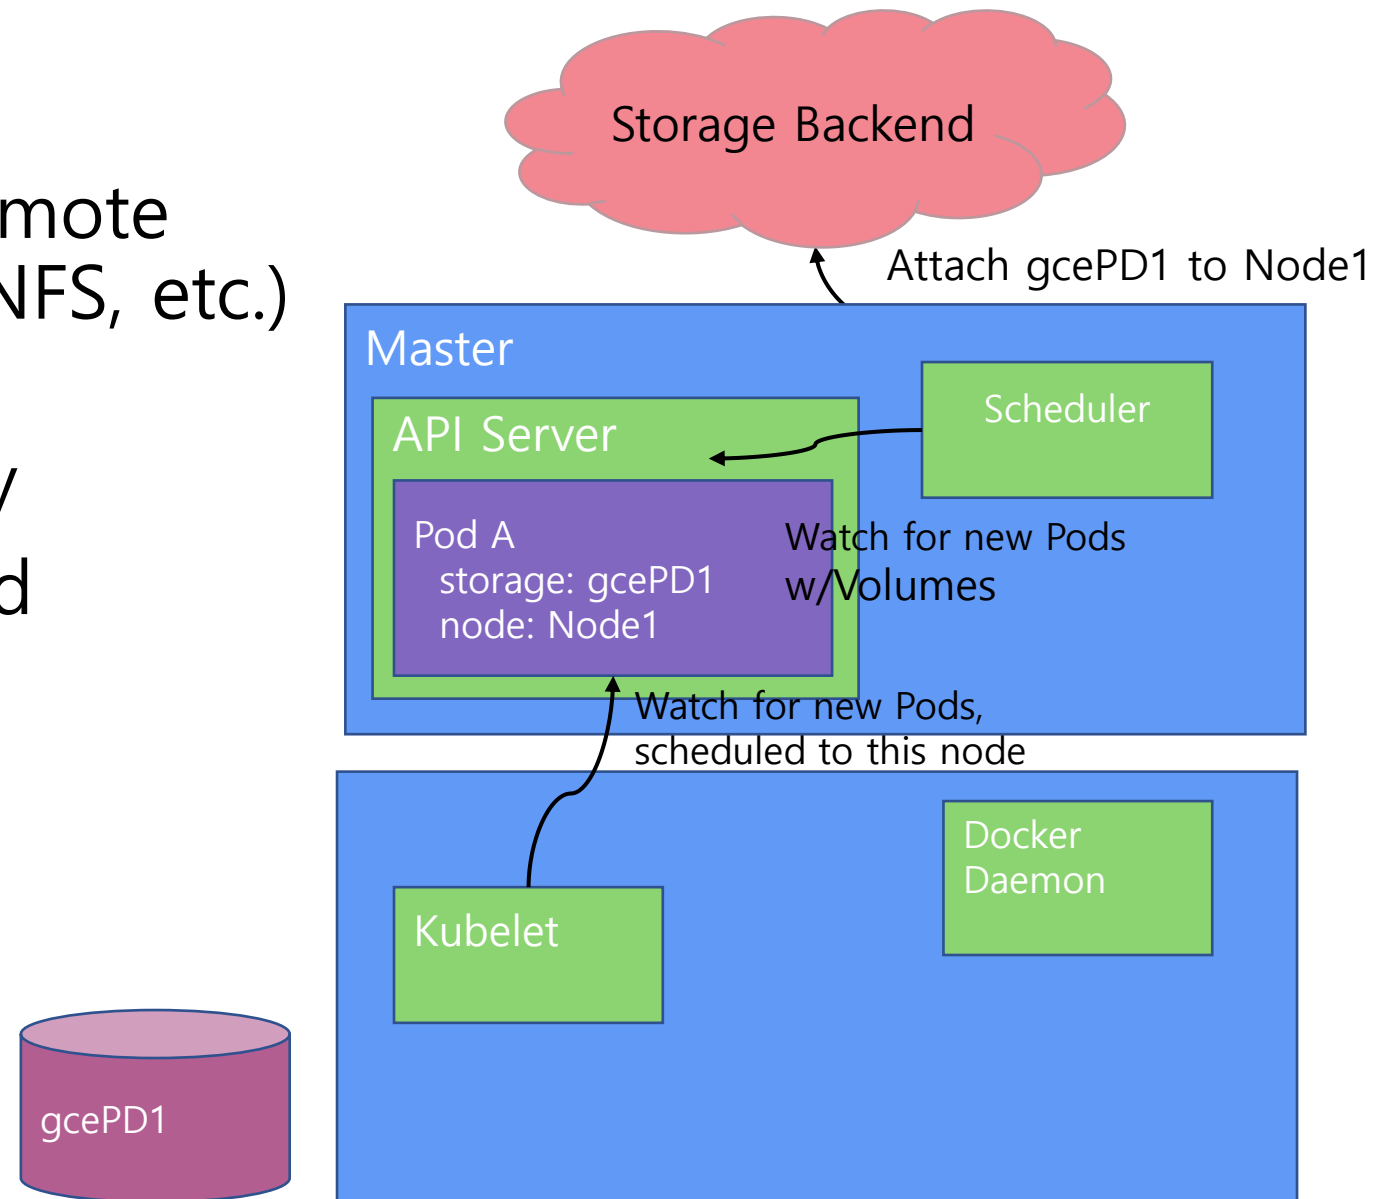 Storage Backend
mote
NFS, etc.)
Attach gcePD1 to Node1
Master
Scheduler
API Server
Pod A
storage: gcePD1
node: Node1
Watch for new Pods
w/Volumes
d
Watch for new Pods,
scheduled to this node
Docker
Daemon
Kubelet
gcePD1